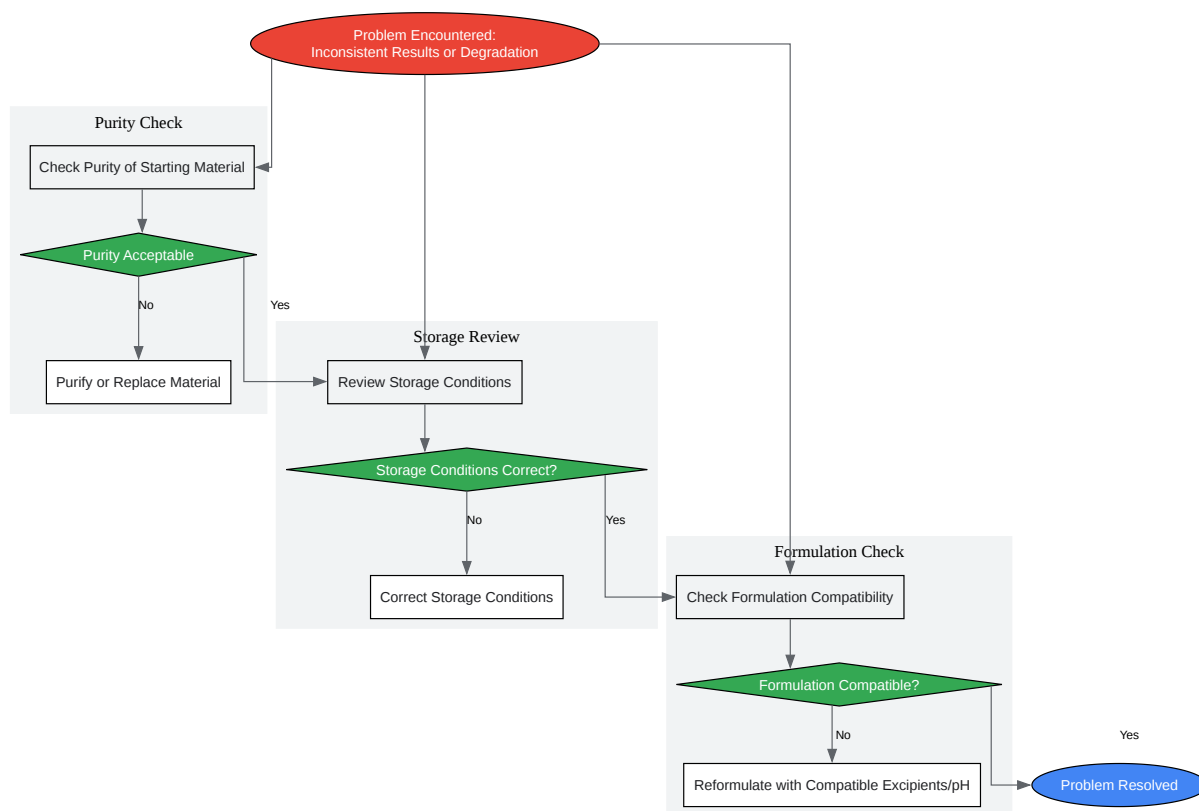 Problem Encountered:
Inconsistent Results or Degradation
Purity Check
Check Purity of Starting Material
Purity Acceptable
No
Yes
Purify or Replace Material
Storage Review
Review Storage Conditions
Storage Conditions Correct?
No
Yes
Correct Storage Conditions
Formulation Check
Check Formulation Compatibility
Formulation Compatible?
No
Yes
Reformulate with Compatible Excipients/pH
Problem Resolved